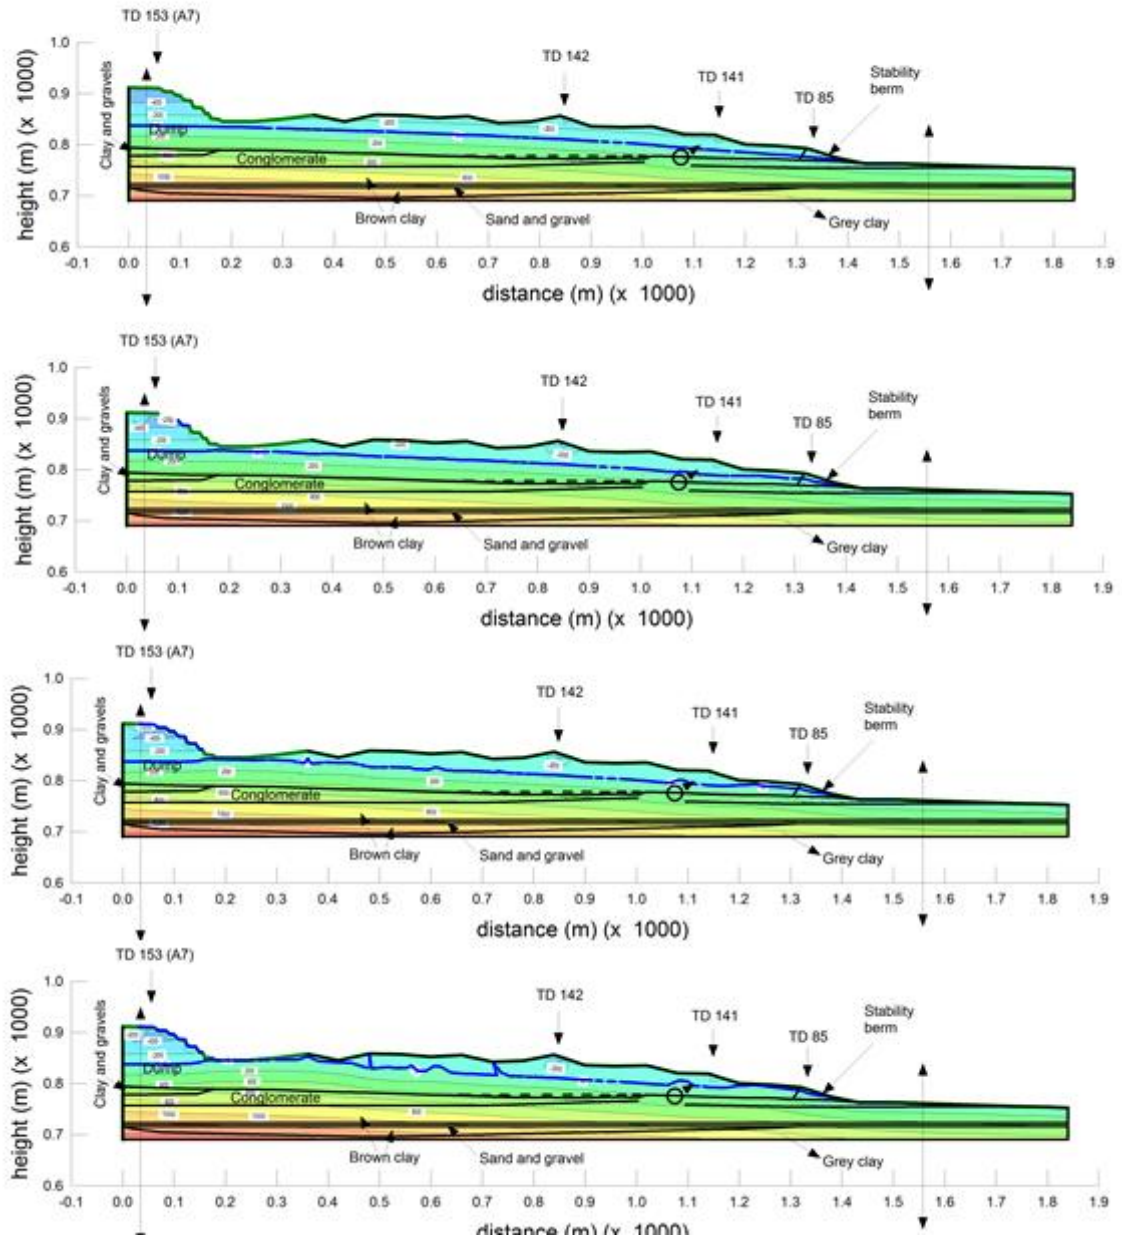 TD 153 (A7)
TD 142
TD 141
TD 85
Stability
berm
height (m) (x 1000)
Clay and gravels
1.0
0.9
0.8
0.7
0.6
Dump
Conglomerate
Brown clay
Sand and gravel
Grey clay
-0.1 0.0 0.1 0.2 0.3 0.4 0.5 0.6 0.7 0.8 0.9 1.0 1.1 1.2 1.3 1.4 1.5 1.6 1.7 1.8 1.9
distance (m) (x 1000)
TD 153 (A7)
TD 142
TD 141
TD 85
Stability
berm
height (m) (x 1000)
Clay and gravels
1.0
0.9
0.8
0.7
0.6
Dump
Conglomerate
Brown clay
Sand and gravel
Grey clay
-0.1 0.0 0.1 0.2 0.3 0.4 0.5 0.6 0.7 0.8 0.9 1.0 1.1 1.2 1.3 1.4 1.5 1.6 1.7 1.8 1.9
distance (m) (x 1000)
TD 153 (A7)
TD 142
TD 141
TD 85
Stability
berm
height (m) (x 1000)
Clay and gravels
1.0
0.9
0.8
0.7
0.6
Dump
Conglomerate
Brown clay
Sand and gravel
Grey clay
-0.1 0.0 0.1 0.2 0.3 0.4 0.5 0.6 0.7 0.8 0.9 1.0 1.1 1.2 1.3 1.4 1.5 1.6 1.7 1.8 1.9
distance (m) (x 1000)
TD 153 (A7)
TD 142
TD 141
TD 85
Stability
berm
height (m) (x 1000)
Clay and gravels
1.0
0.9
0.8
0.7
0.6
Dump
Conglomerate
Brown clay
Sand and gravel
Grey clay
-0.1 0.0 0.1 0.2 0.3 0.4 0.5 0.6 0.7 0.8 0.9 1.0 1.1 1.2 1.3 1.4 1.5 1.6 1.7 1.8 1.9
distance (m) (x 1000)